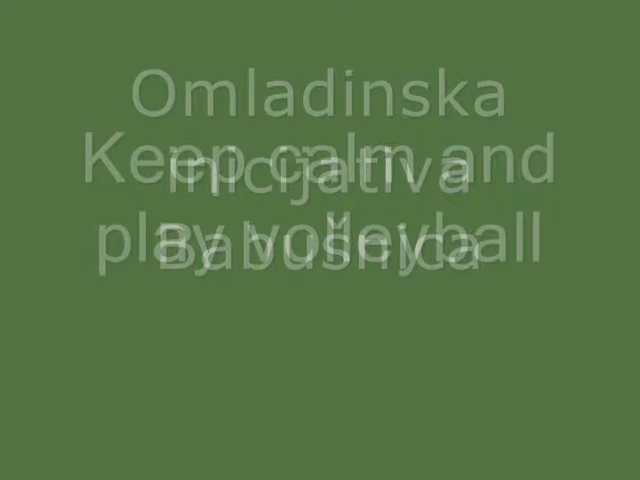 Omladinska
Keep calm and
inicijativa
play volleyball
Babušnica